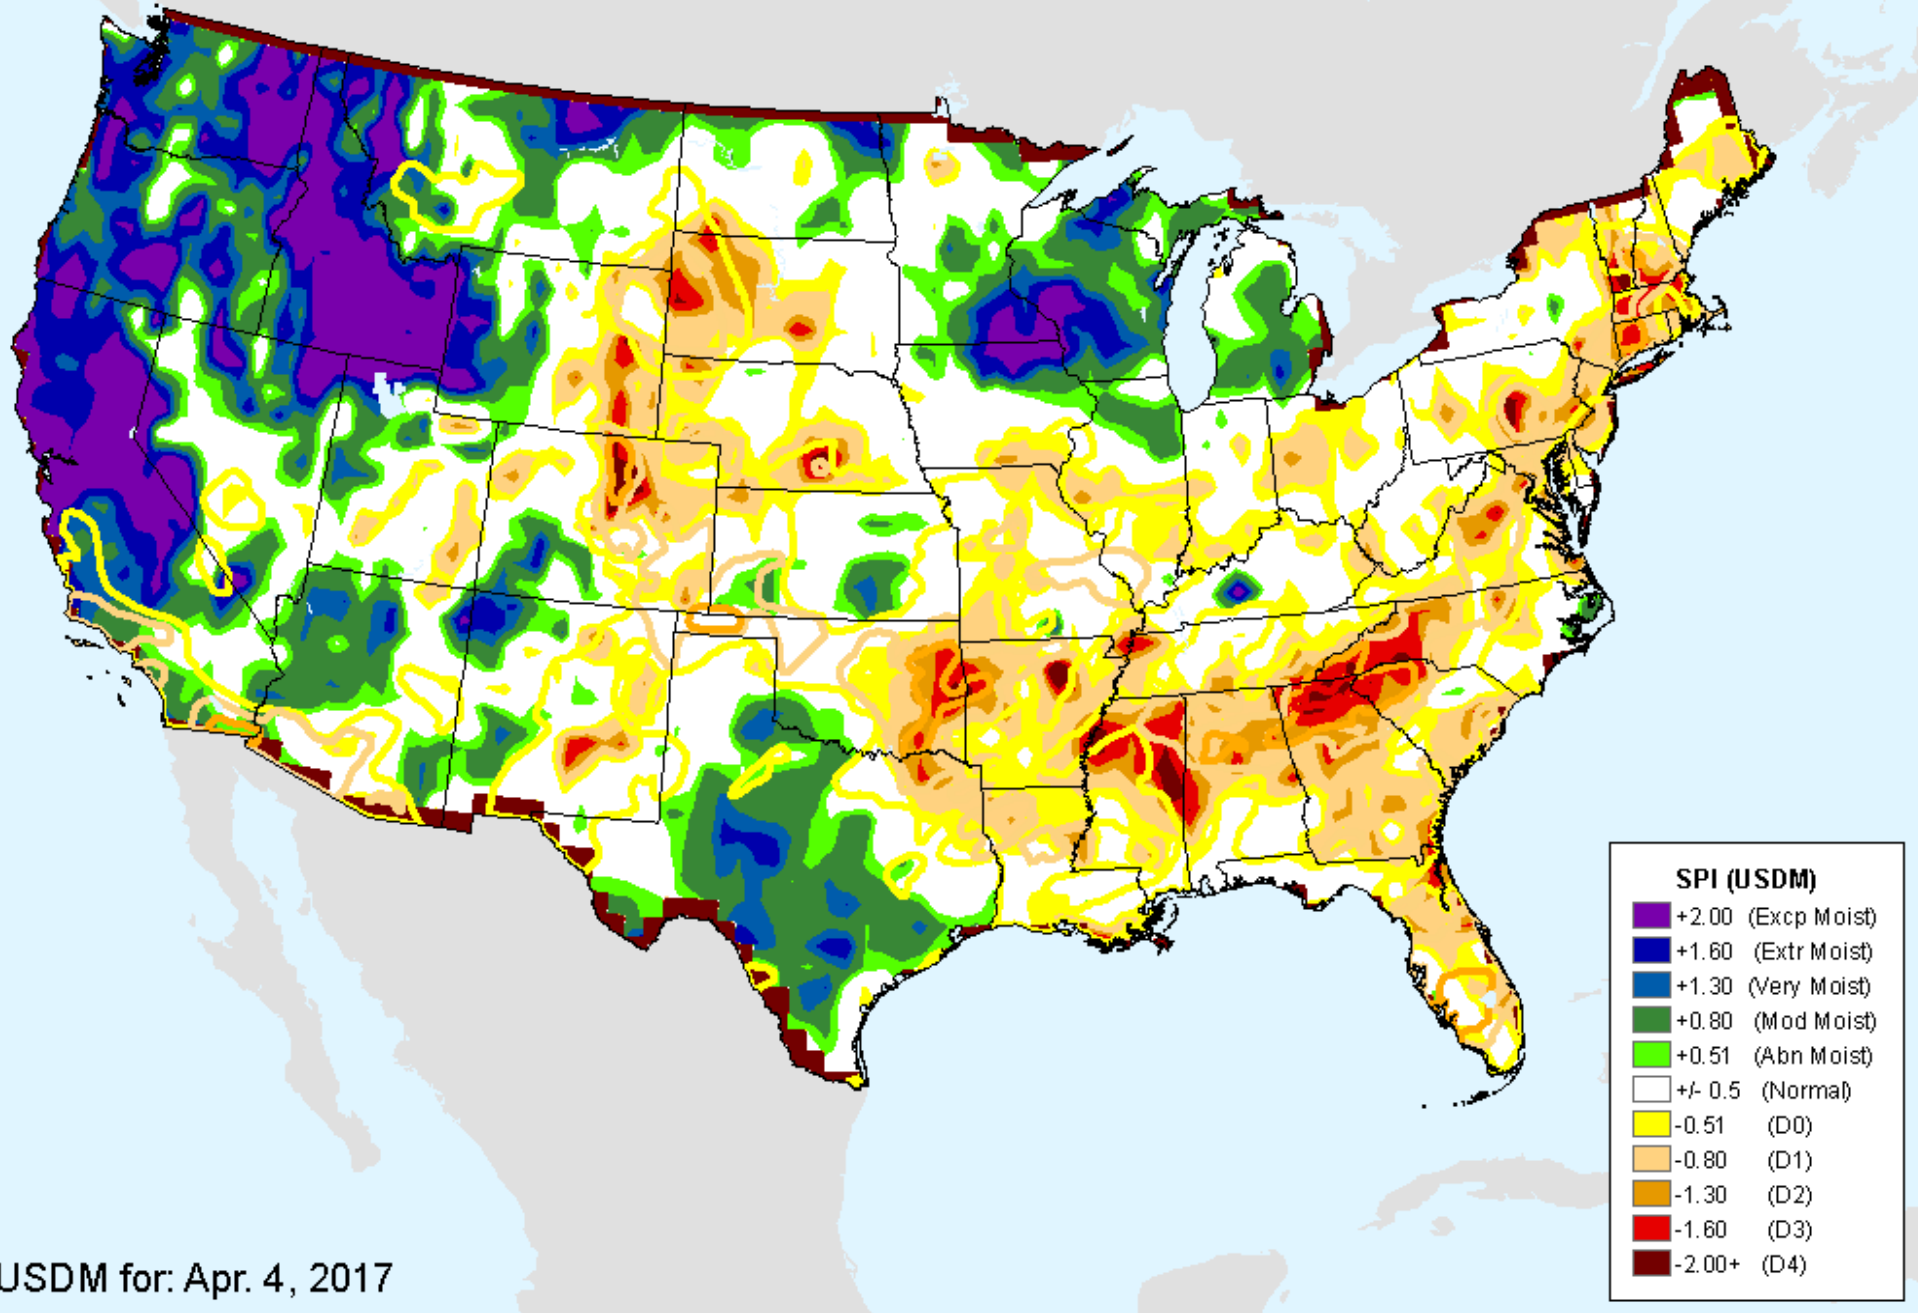 SPI (USDM)
+2.00 (Excp Moist)
+1.60 (Extr Moist)
+1.30 (Very Moist)
+0.80 (Mod Moist)
+0.51 (Abn Moist)
+/- 0.5 (Normal)
-0.51 (D0)
-0.80 (D1)
-1.30 (D2)
-1.60 (D3)
-2.00+ (D4)
USDM for: Apr. 4, 2017